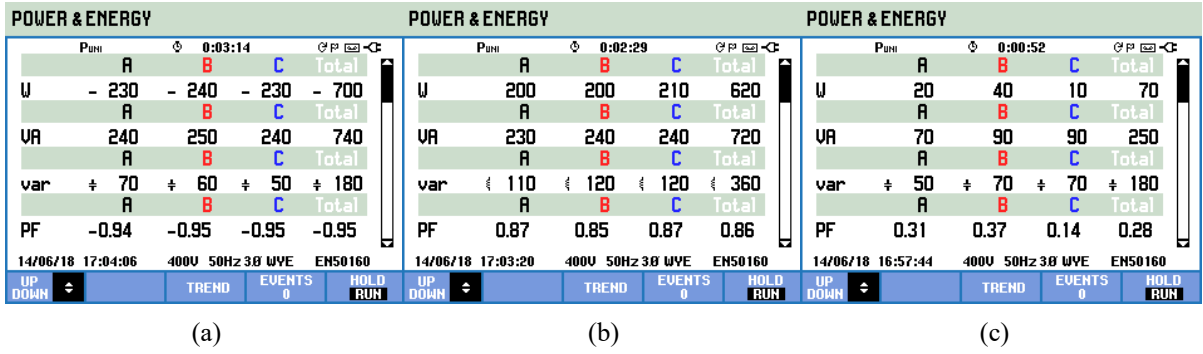 POWER & ENERGY
PUNI 0:03:14
A B C Total
W - 230 - 240 - 230 - 700
A B C Total
VA 240 250 240 740
A B C Total
var ÷ 70 ÷ 60 ÷ 50 ÷ 180
A B C Total
PF -0.94 -0.95 -0.95 -0.95
14/06/18 17:04:06 400V 50Hz 3Ø WYE EN50160
UP DOWN TREND EVENTS 0 HOLD RUN
(a)
POWER & ENERGY
PUNI 0:02:29
A B C Total
W 200 200 210 620
A B C Total
VA 230 240 240 720
A B C Total
var 110 120 120 360
A B C Total
PF 0.87 0.85 0.87 0.86
14/06/18 17:03:20 400V 50Hz 3Ø WYE EN50160
UP DOWN TREND EVENTS 0 HOLD RUN
(b)
POWER & ENERGY
PUNI 0:00:52
A B C Total
W 20 40 10 70
A B C Total
VA 70 90 90 250
A B C Total
var ÷ 50 ÷ 70 ÷ 70 ÷ 180
A B C Total
PF 0.31 0.37 0.14 0.28
14/06/18 16:57:44 400V 50Hz 3Ø WYE EN50160
UP DOWN TREND EVENTS 0 HOLD RUN
(c)